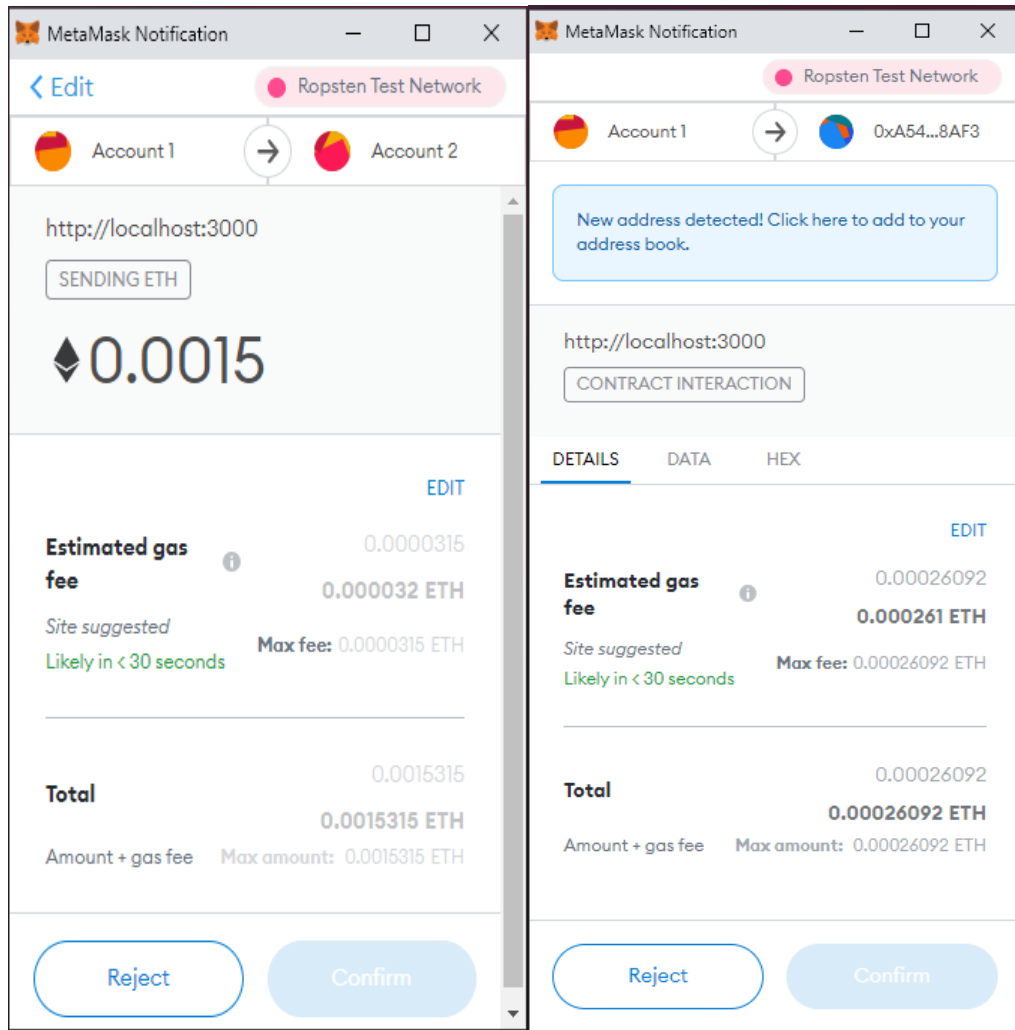 MetaMask Notification
Edit
Ropsten Test Network
Account 1
Account 2
http://localhost:3000
SENDING ETH
0.0015
EDIT
Estimated gas
fee
0.0000315
0.000032 ETH
Site suggested
Max fee: 0.0000315 ETH
Likely in < 30 seconds
0.0015315
Total
0.0015315 ETH
Amount + gas fee Max amount: 0.0015315 ETH
Reject
Confirm
MetaMask Notification
Ropsten Test Network
Account 1
0xA54...8AF3
New address detected! Click here to add to your
address book.
http://localhost:3000
CONTRACT INTERACTION
DETAILS DATA HEX
EDIT
Estimated gas
fee
0.00026092
0.000261 ETH
Site suggested
Max fee: 0.00026092 ETH
Likely in < 30 seconds
0.00026092
Total
0.00026092 ETH
Amount + gas fee Max amount: 0.00026092 ETH
Reject
Confirm